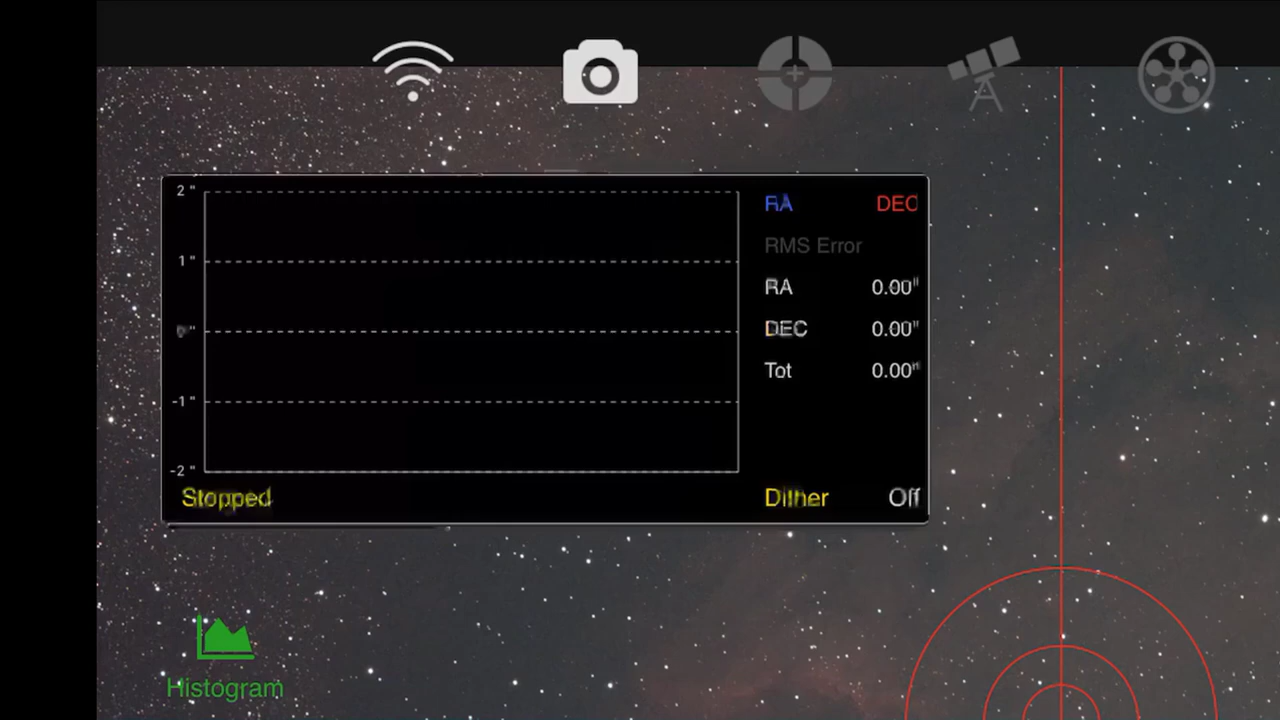 2 " RA DEC
RMS Error
1 "
RA 0.00"
0 " DEC 0.00"
Tot 0.00"
-1 "
-2 "
Stopped Dither Off
Histogram